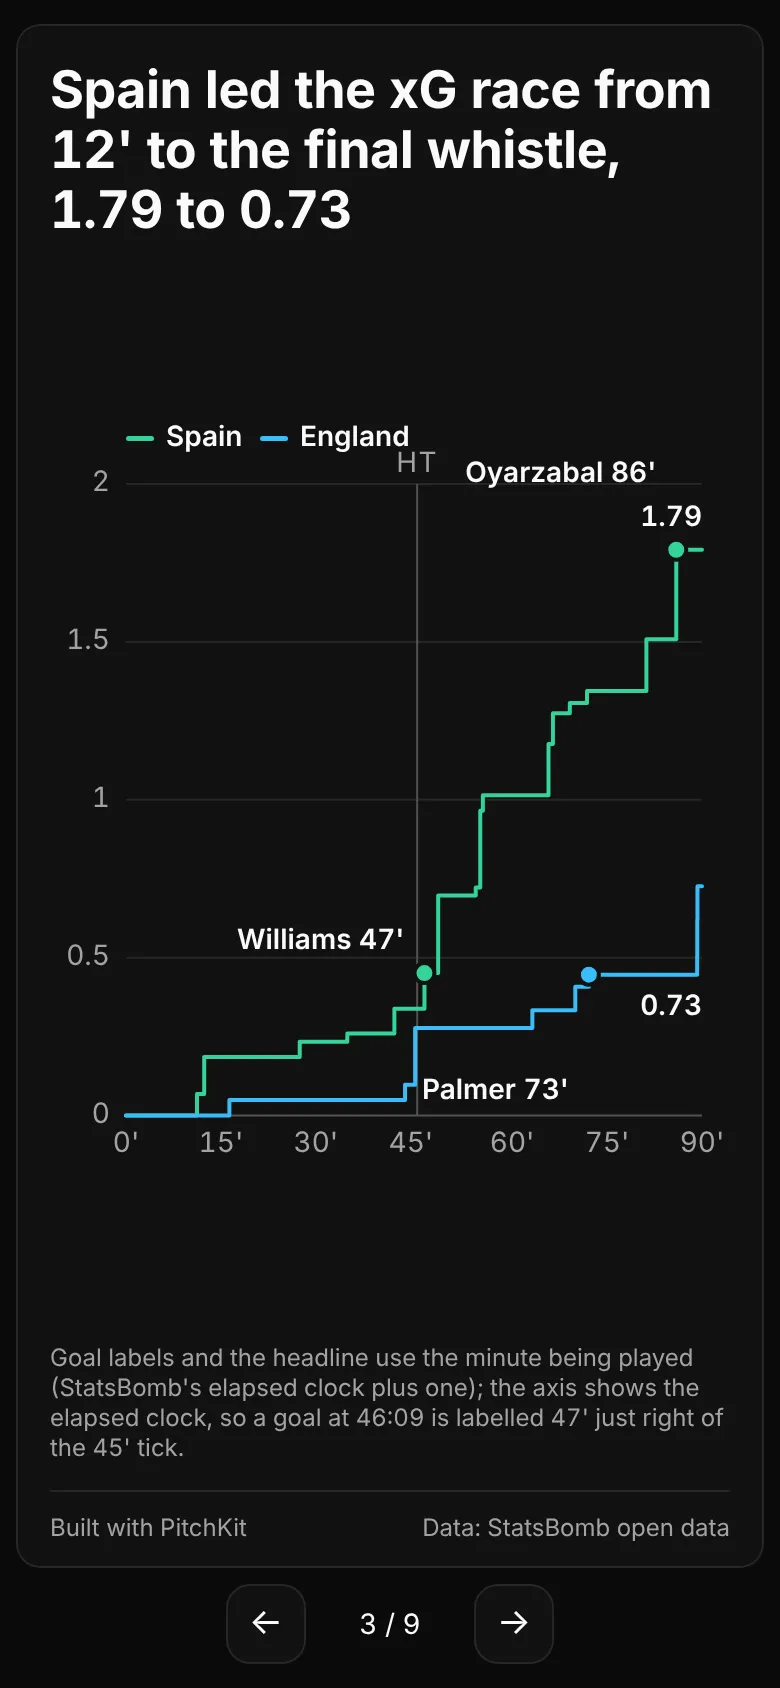 Spain led the xG race from
12' to the final whistle,
1.79 to 0.73
Spain England
HT
Oyarzabal 86'
2
1.79
1.5
1
Williams 47'
0.5
0.73
Palmer 73'
0
0' 15' 30' 45' 60' 75' 90'
Goal labels and the headline use the minute being played
(StatsBomb's elapsed clock plus one); the axis shows the
elapsed clock, so a goal at 46:09 is labelled 47' just right of
the 45' tick.
Built with PitchKit Data: StatsBomb open data
← 3 / 9 →